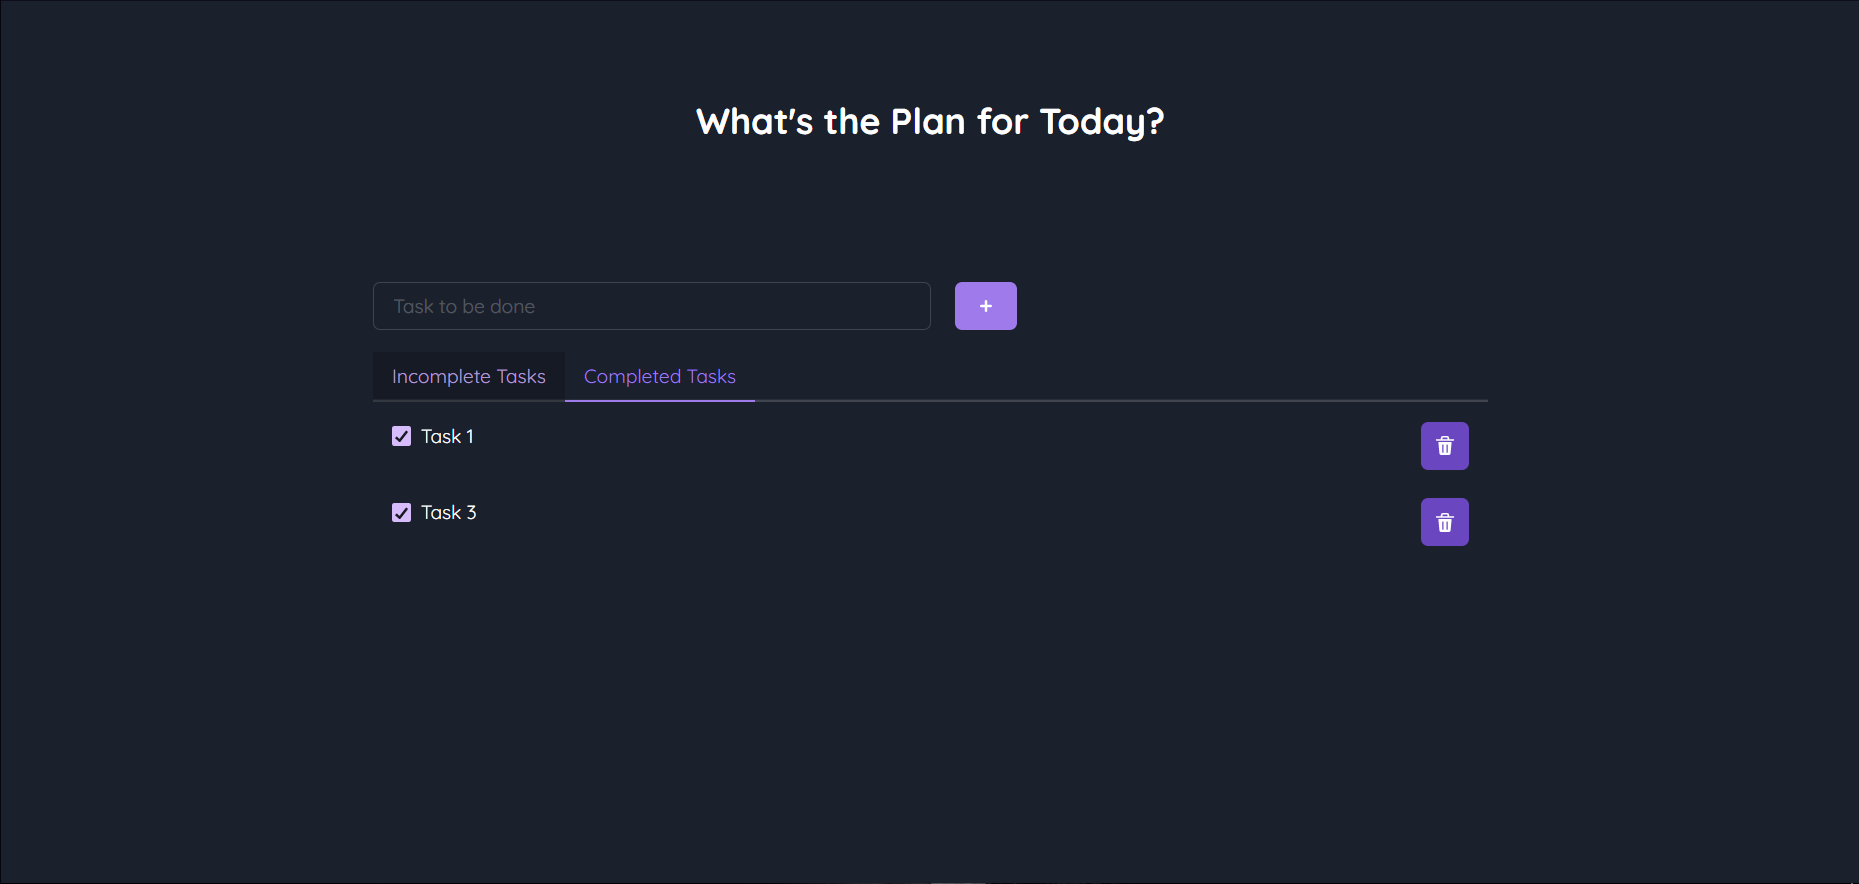 What's the Plan for Today?
Task to be done
+
Incomplete Tasks Completed Tasks
Task 1
Task 3